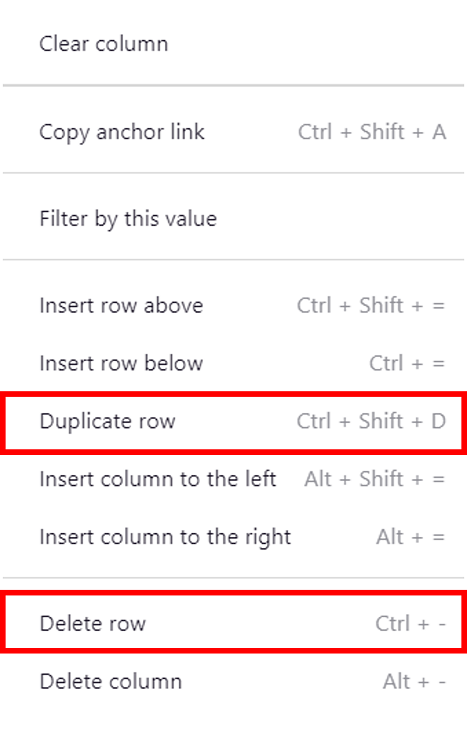 Clear column
Copy anchor link Ctrl + Shift + A
Filter by this value
Insert row above Ctrl + Shift + =
Insert row below Ctrl + =
Duplicate row Ctrl + Shift + D
Insert column to the left Alt + Shift + =
Insert column to the right Alt + =
Delete row Ctrl + -
Delete column Alt + -